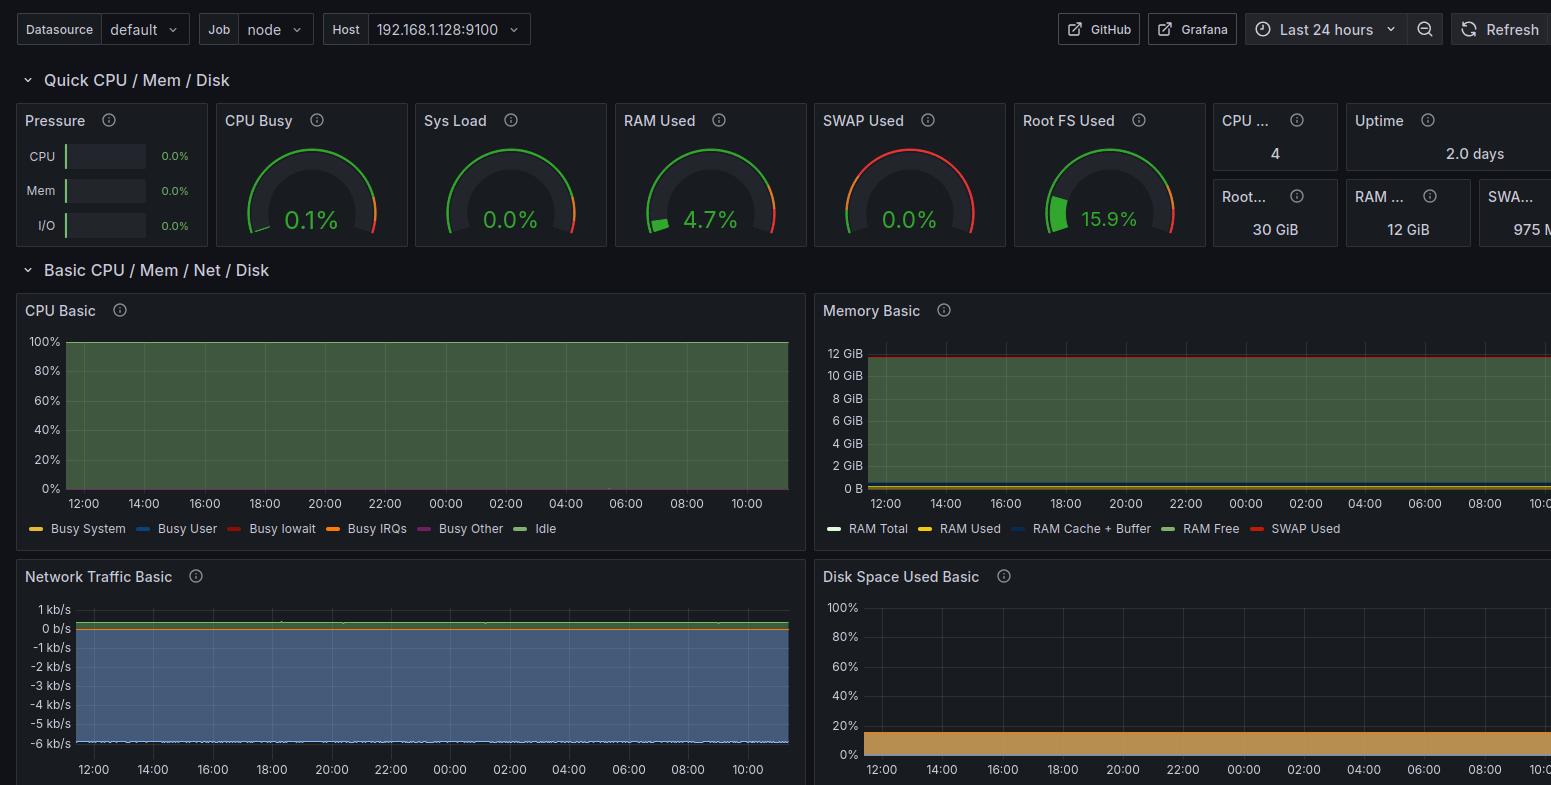 Datasource default Job node Host 192.168.1.128:9100 GitHub Grafana Last 24 hours Refresh
Quick CPU / Mem / Disk
Pressure CPU Busy Sys Load RAM Used SWAP Used Root FS Used CPU ... Uptime
CPU 0.0%
Mem 0.0%
I/O 0.0%
0.1% 0.0% 4.7% 0.0% 15.9%
4 2.0 days
Root... RAM ... SWA...
30 GiB 12 GiB 975 M
Basic CPU / Mem / Net / Disk
CPU Basic
100%
80%
60%
40%
20%
0%
12:00 14:00 16:00 18:00 20:00 22:00 00:00 02:00 04:00 06:00 08:00 10:00
Busy System Busy User Busy Iowait Busy IRQs Busy Other Idle
Memory Basic
12 GiB
10 GiB
8 GiB
6 GiB
4 GiB
2 GiB
0 B
12:00 14:00 16:00 18:00 20:00 22:00 00:00 02:00 04:00 06:00 08:00 10:0
RAM Total RAM Used RAM Cache + Buffer RAM Free SWAP Used
Network Traffic Basic
1 kb/s
0 b/s
-1 kb/s
-2 kb/s
-3 kb/s
-4 kb/s
-5 kb/s
-6 kb/s
12:00 14:00 16:00 18:00 20:00 22:00 00:00 02:00 04:00 06:00 08:00 10:00
Disk Space Used Basic
100%
80%
60%
40%
20%
0%
12:00 14:00 16:00 18:00 20:00 22:00 00:00 02:00 04:00 06:00 08:00 10:0